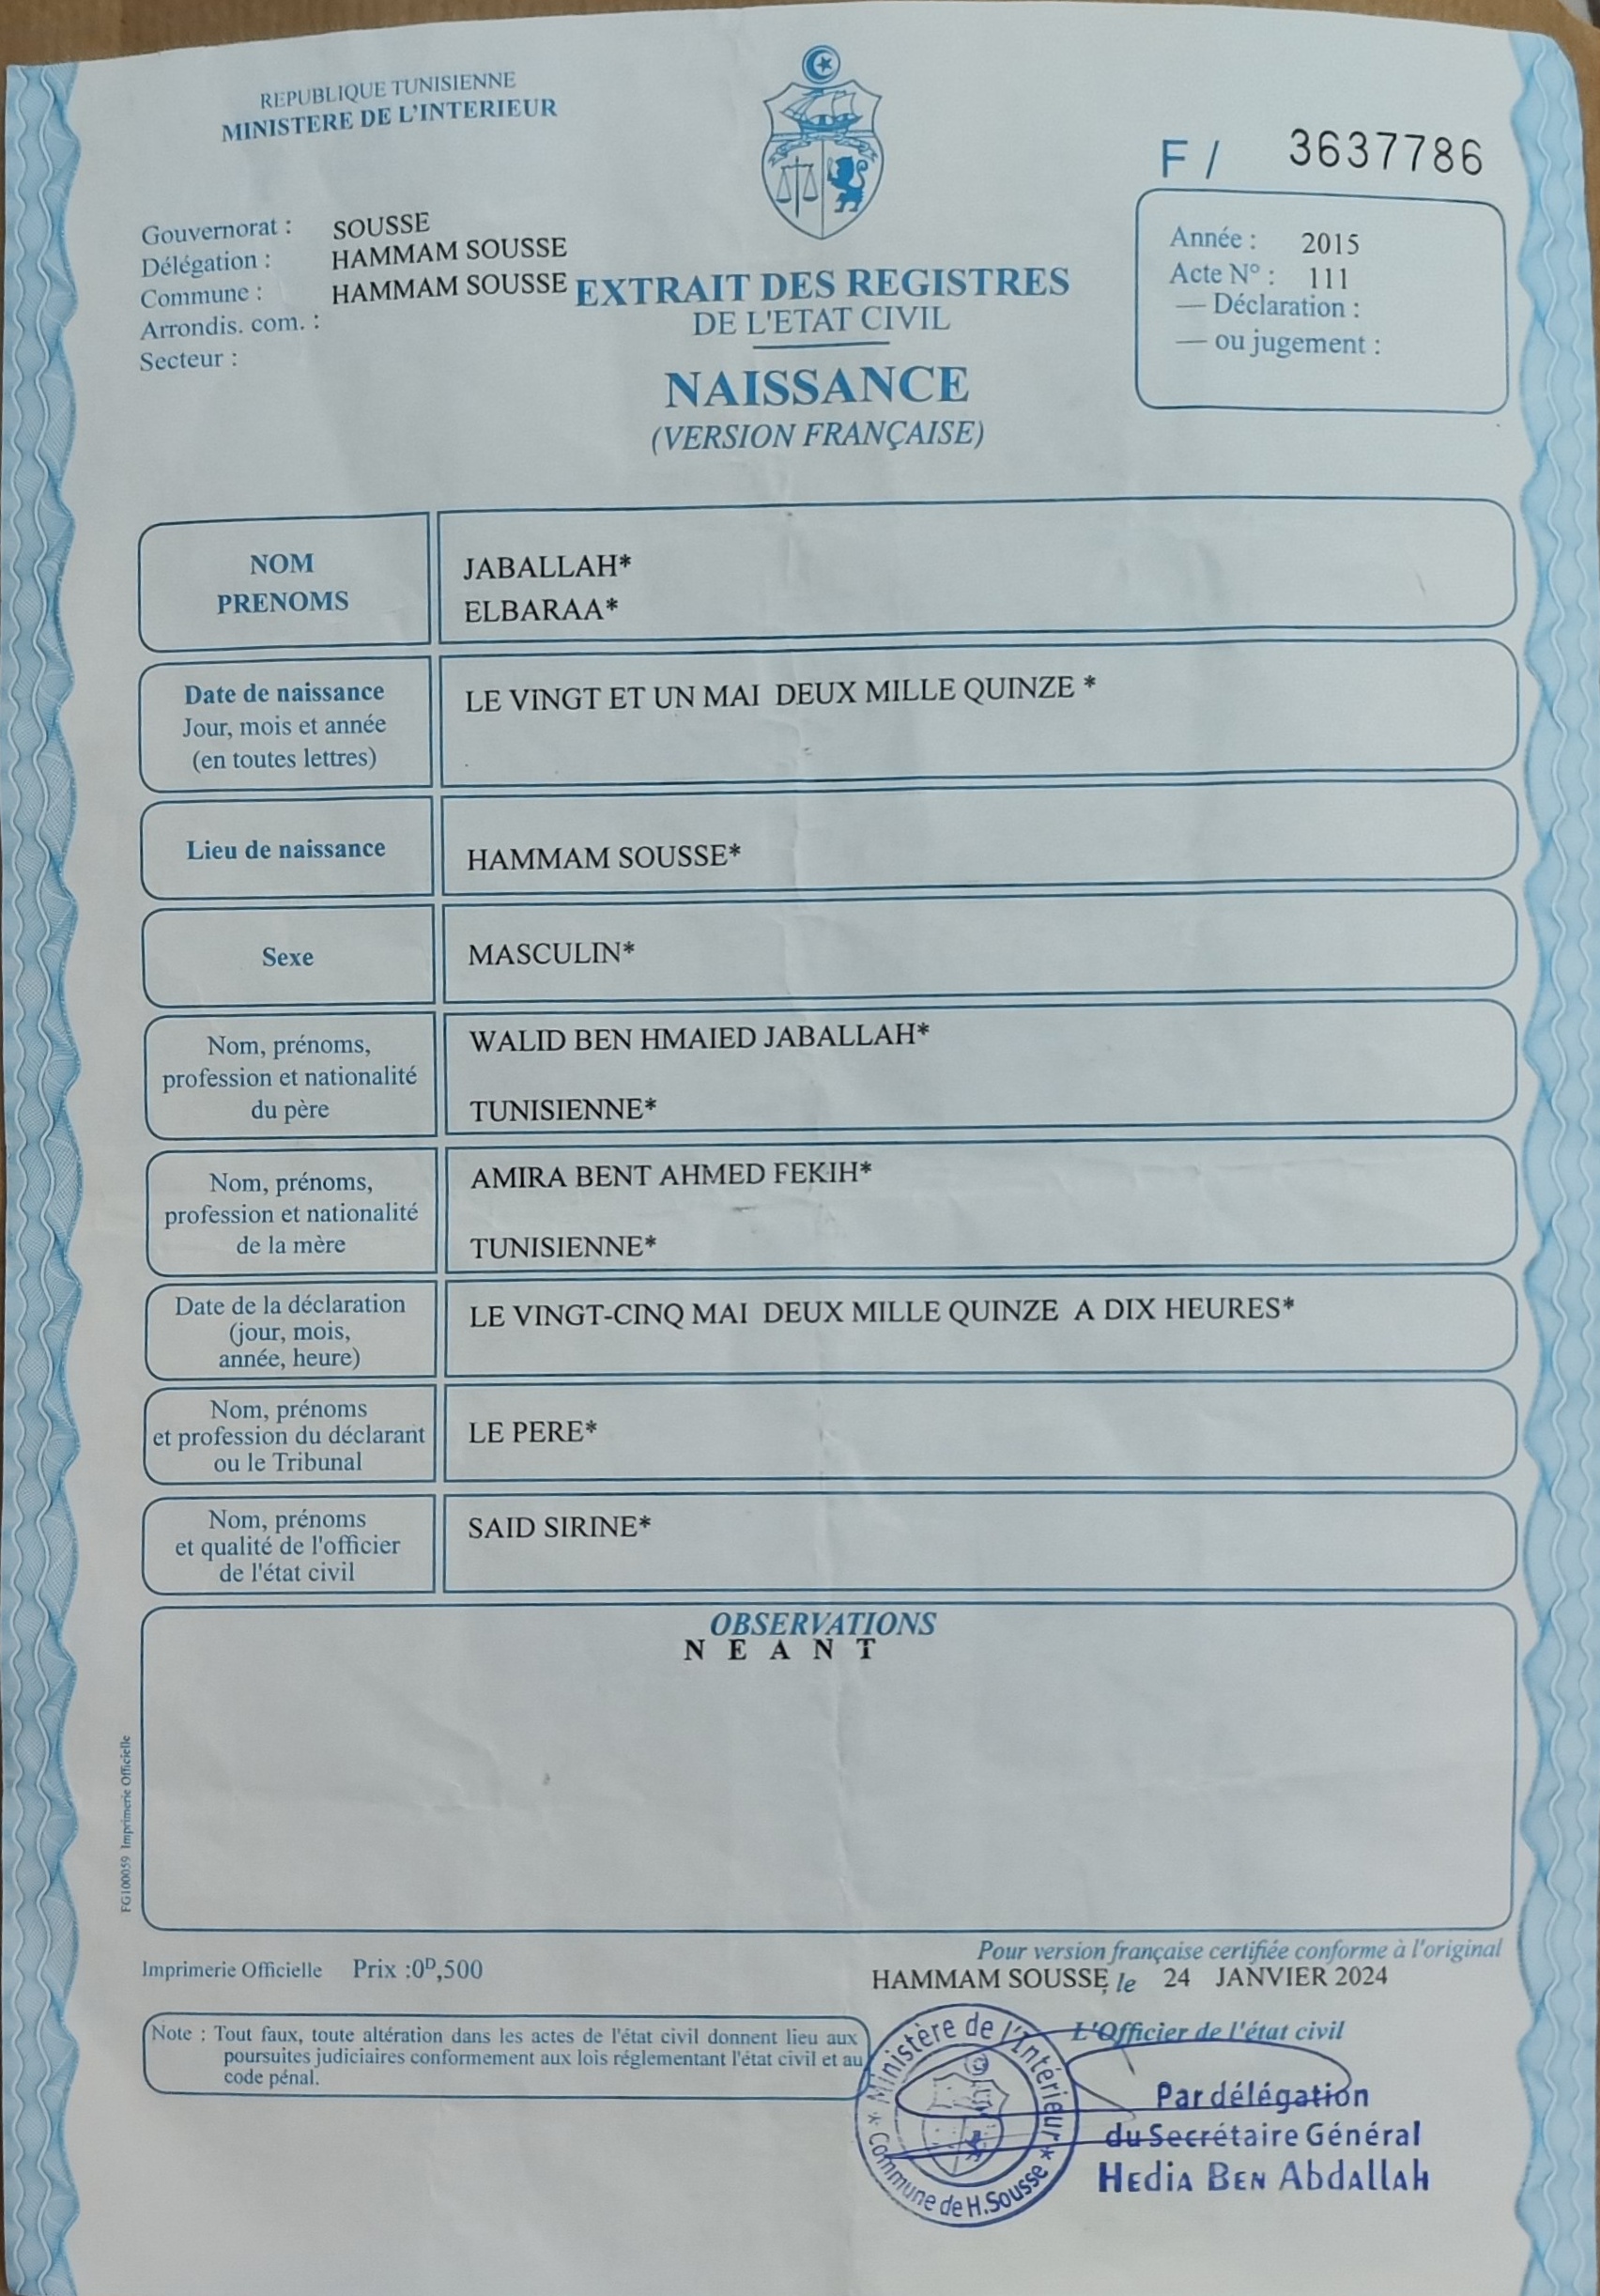 REPUBLIQUE TUNISIENNE
MINISTERE DE L'INTERIEUR
F / 3637786
Gouvernorat : SOUSSE
Délégation : HAMMAM SOUSSE
Commune : HAMMAM SOUSSE
Arrondis. com. :
Secteur :
EXTRAIT DES REGISTRES
DE L'ETAT CIVIL
NAISSANCE
(VERSION FRANÇAISE)
Année : 2015
Acte N° : 111
— Déclaration :
— ou jugement :
NOM
PRENOMS
JABALLAH*
ELBARAA*
Date de naissance
Jour, mois et année
(en toutes lettres)
LE VINGT ET UN MAI DEUX MILLE QUINZE *
Lieu de naissance
HAMMAM SOUSSE*
Sexe
MASCULIN*
Nom, prénoms,
profession et nationalité
du père
WALID BEN HMAIED JABALLAH*
TUNISIENNE*
Nom, prénoms,
profession et nationalité
de la mère
AMIRA BENT AHMED FEKIH*
TUNISIENNE*
Date de la déclaration
(jour, mois,
année, heure)
LE VINGT-CINQ MAI DEUX MILLE QUINZE A DIX HEURES*
Nom, prénoms
et profession du déclarant
ou le Tribunal
LE PERE*
Nom, prénoms
et qualité de l'officier
de l'état civil
SAID SIRINE*
OBSERVATIONS
N E A N T
FG100059 Imprimerie Officielle
Imprimerie Officielle Prix :0D,500
Pour version française certifiée conforme à l'original
HAMMAM SOUSSE, le 24 JANVIER 2024
Note : Tout faux, toute altération dans les actes de l'état civil donnent lieu aux
poursuites judiciaires conformement aux lois réglementant l'état civil et au
code pénal.
L'Officier de l'état civil
* Ministère de l'Intérieur *
Commune de H.Sousse
Par délégation
du Secrétaire Général
Hedia Ben Abdallah